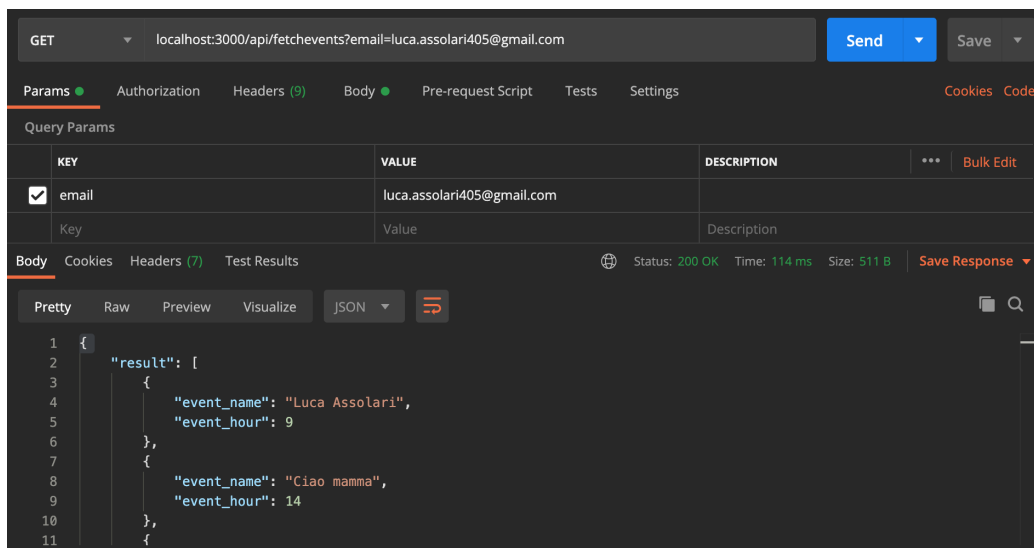 GET localhost:3000/api/fetchevents?email=luca.assolari405@gmail.com Send Save
Params Authorization Headers (9) Body Pre-request Script Tests Settings Cookies Code
Query Params
KEY VALUE DESCRIPTION ••• Bulk Edit
email luca.assolari405@gmail.com
Key Value Description
Body Cookies Headers (7) Test Results Status: 200 OK Time: 114 ms Size: 511 B Save Response
Pretty Raw Preview Visualize JSON
1 {
2 "result": [
3 {
4 "event_name": "Luca Assolari",
5 "event_hour": 9
6 },
7 {
8 "event_name": "Ciao mamma",
9 "event_hour": 14
10 },
11 {